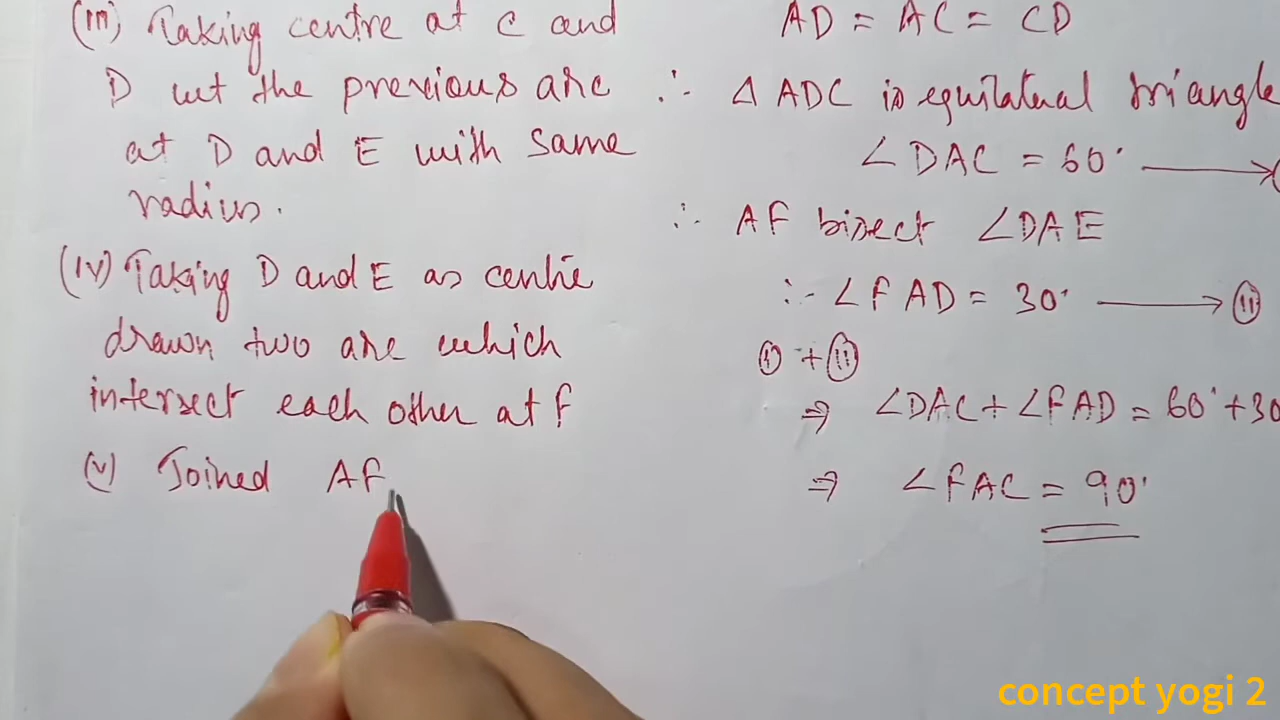 (iii) Taking centre at C and
D cut the previous arc
at D and E with same
radius.
(iv) Taking D and E as centre
drawn two arc which
intersect each other at f
(v) Joined AF
AD = AC = CD
∴ △ ADC is equilatual triangle
∠DAC = 60°
∴ AF bisect ∠DAE
∴ ∠FAD = 30° → (ii)
(i) + (ii)
⇒ ∠DAC + ∠FAD = 60° + 30
⇒ ∠FAC = 90°
concept yogi 2